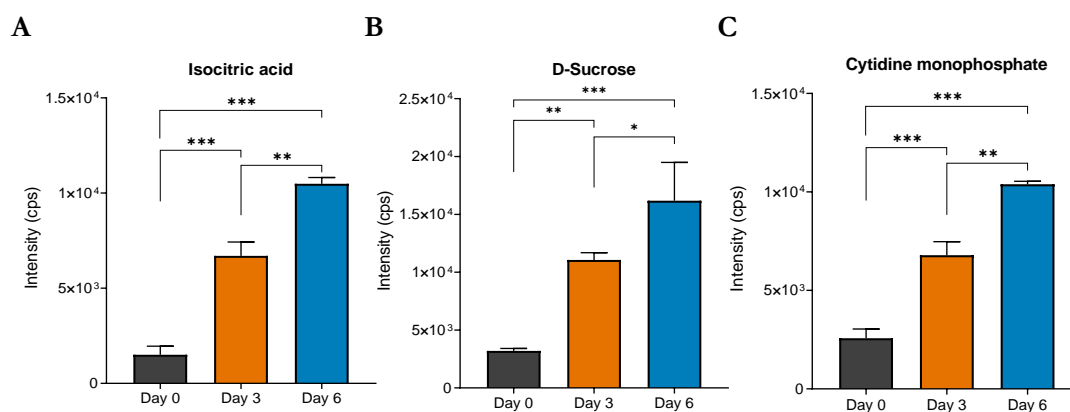 A
Isocitric acid
Intensity (cps)
1.5×10⁴
1×10⁴
5×10³
0
***
***
**
Day 0 Day 3 Day 6
B
D-Sucrose
Intensity (cps)
2.5×10⁴
2×10⁴
1.5×10⁴
1×10⁴
5×10³
0
***
**
*
Day 0 Day 3 Day 6
C
Cytidine monophosphate
Intensity (cps)
1.5×10⁴
1×10⁴
5×10³
0
***
***
**
Day 0 Day 3 Day 6